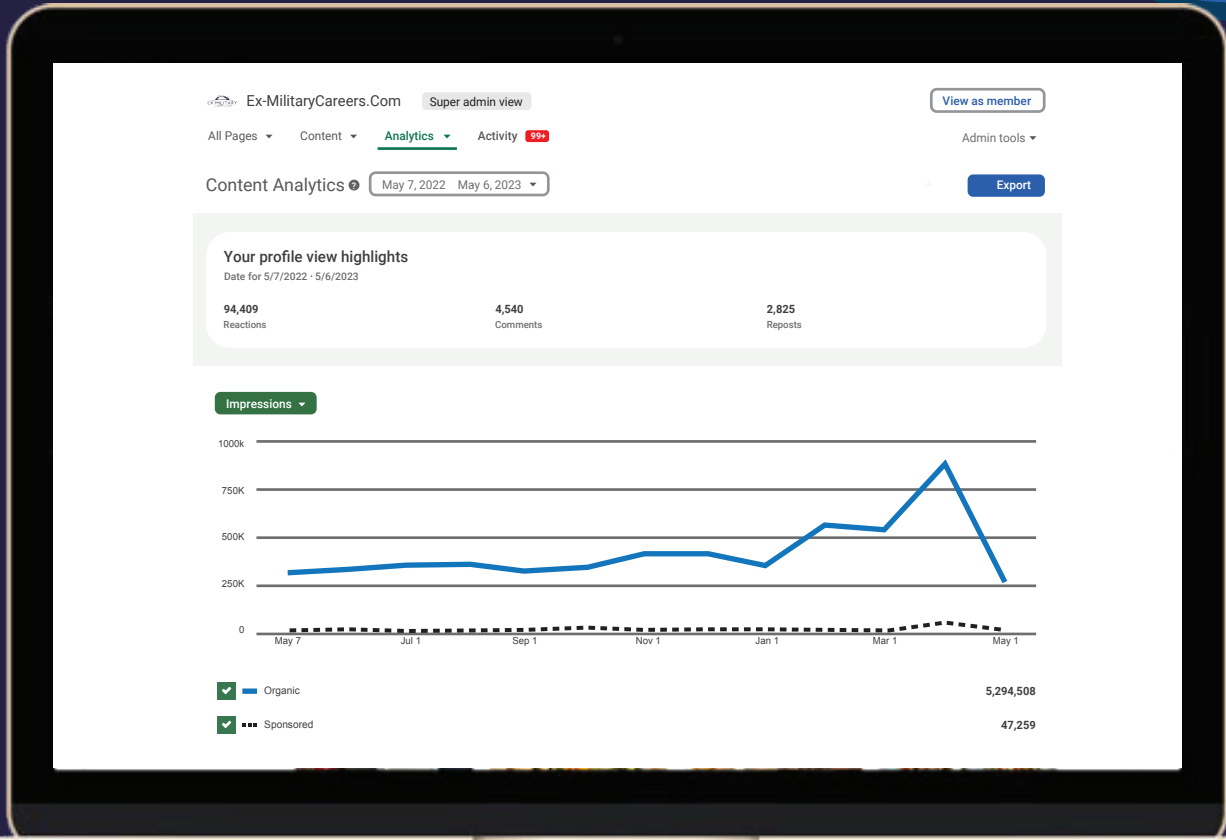 Ex-MilitaryCareers.Com Super admin view View as member
All Pages Content Analytics Activity 99+ Admin tools
Content Analytics ? May 7, 2022 May 6, 2023 Export
Your profile view highlights
Date for 5/7/2022 · 5/6/2023
94,409 4,540 2,825
Reactions Comments Reposts
Impressions
1000k
750K
500K
250K
0
May 7 Jul 1 Sep 1 Nov 1 Jan 1 Mar 1 May 1
Organic 5,294,508
Sponsored 47,259